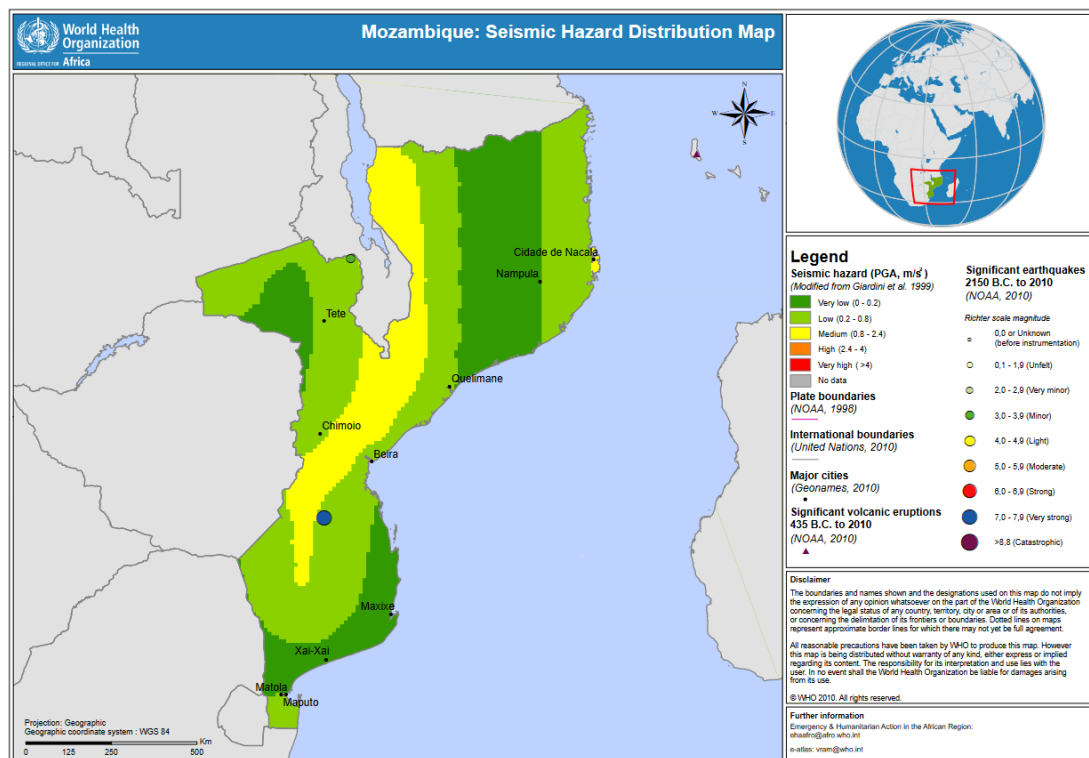 World Health
Organization
REGIONAL OFFICE FOR Africa
Mozambique: Seismic Hazard Distribution Map
N
W
E
S
Cidade de Nacala
Nampula
Tete
Quelimane
Chimoio
Beira
Maxixe
Xai-Xai
Matola
Maputo
Projection: Geographic
Geographic coordinate system : WGS 84
Km
0 125 250 500
Legend
Seismic hazard (PGA, m/s²)
(Modified from Giardini et al. 1999)
Very low (0 - 0.2)
Low (0.2 - 0.8)
Medium (0.8 - 2.4)
High (2.4 - 4)
Very high ( >4)
No data
Plate boundaries
(NOAA, 1998)
International boundaries
(United Nations, 2010)
Major cities
(Geonames, 2010)
Significant volcanic eruptions
435 B.C. to 2010
(NOAA, 2010)
Significant earthquakes
2150 B.C. to 2010
(NOAA, 2010)
Richter scale magnitude
0,0 or Unknown
(before instrumentation)
0,1 - 1,9 (Unfelt)
2,0 - 2,9 (Very minor)
3,0 - 3,9 (Minor)
4,0 - 4,9 (Light)
5,0 - 5,9 (Moderate)
6,0 - 6,9 (Strong)
7,0 - 7,9 (Very strong)
>8,8 (Catastrophic)
Disclaimer
The boundaries and names shown and the designations used on this map do not imply
the expression of any opinion whatsoever on the part of the World Health Organization
concerning the legal status of any country, territory, city or area or of its authorities,
or concerning the delimitation of its frontiers or boundaries. Dotted lines on maps
represent approximate border lines for which there may not yet be full agreement.
All reasonable precautions have been taken by WHO to produce this map. However
this map is being distributed without warranty of any kind, either express or implied
regarding its content. The responsibility for its interpretation and use lies with the
user. In no event shall the World Health Organization be liable for damages arising
from its use.
© WHO 2010. All rights reserved.
Further information
Emergency & Humanitarian Action in the African Region:
ehaafro@afro.who.int
e-atlas: vram@who.int